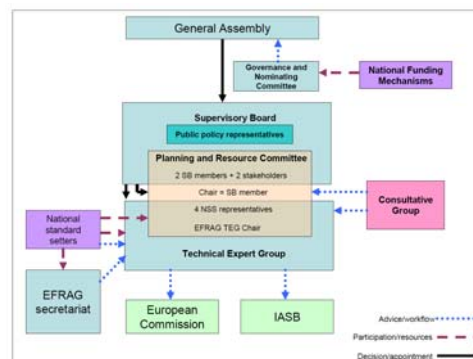 General Assembly
Governance and
Nominating
Committee
National Funding
Mechanisms
Supervisory Board
Public policy representatives
Planning and Resource Committee
2 SB members + 2 stakeholders
Chair = SB member
4 NSS representatives
EFRAG TEG Chair
Consultative
Group
National
standard
setters
Technical Expert Group
EFRAG
secretariat
European
Commission
IASB
Advice/workflow
Participation/resources
Decision/appointment